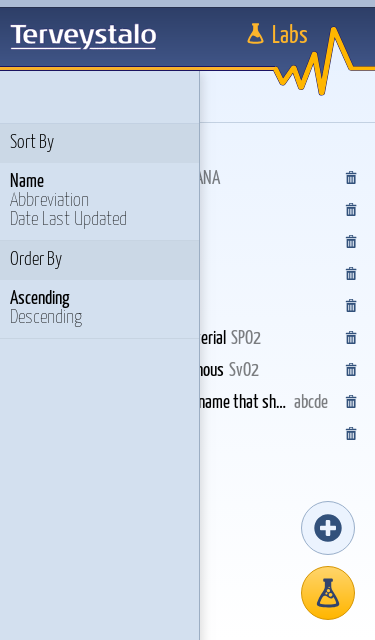 Terveystalo
Labs
Sort By
Name
Abbreviation
Date Last Updated
Order By
Ascending
Descending
ANA
erial SPO2
nous SvO2
name that sh... abcde